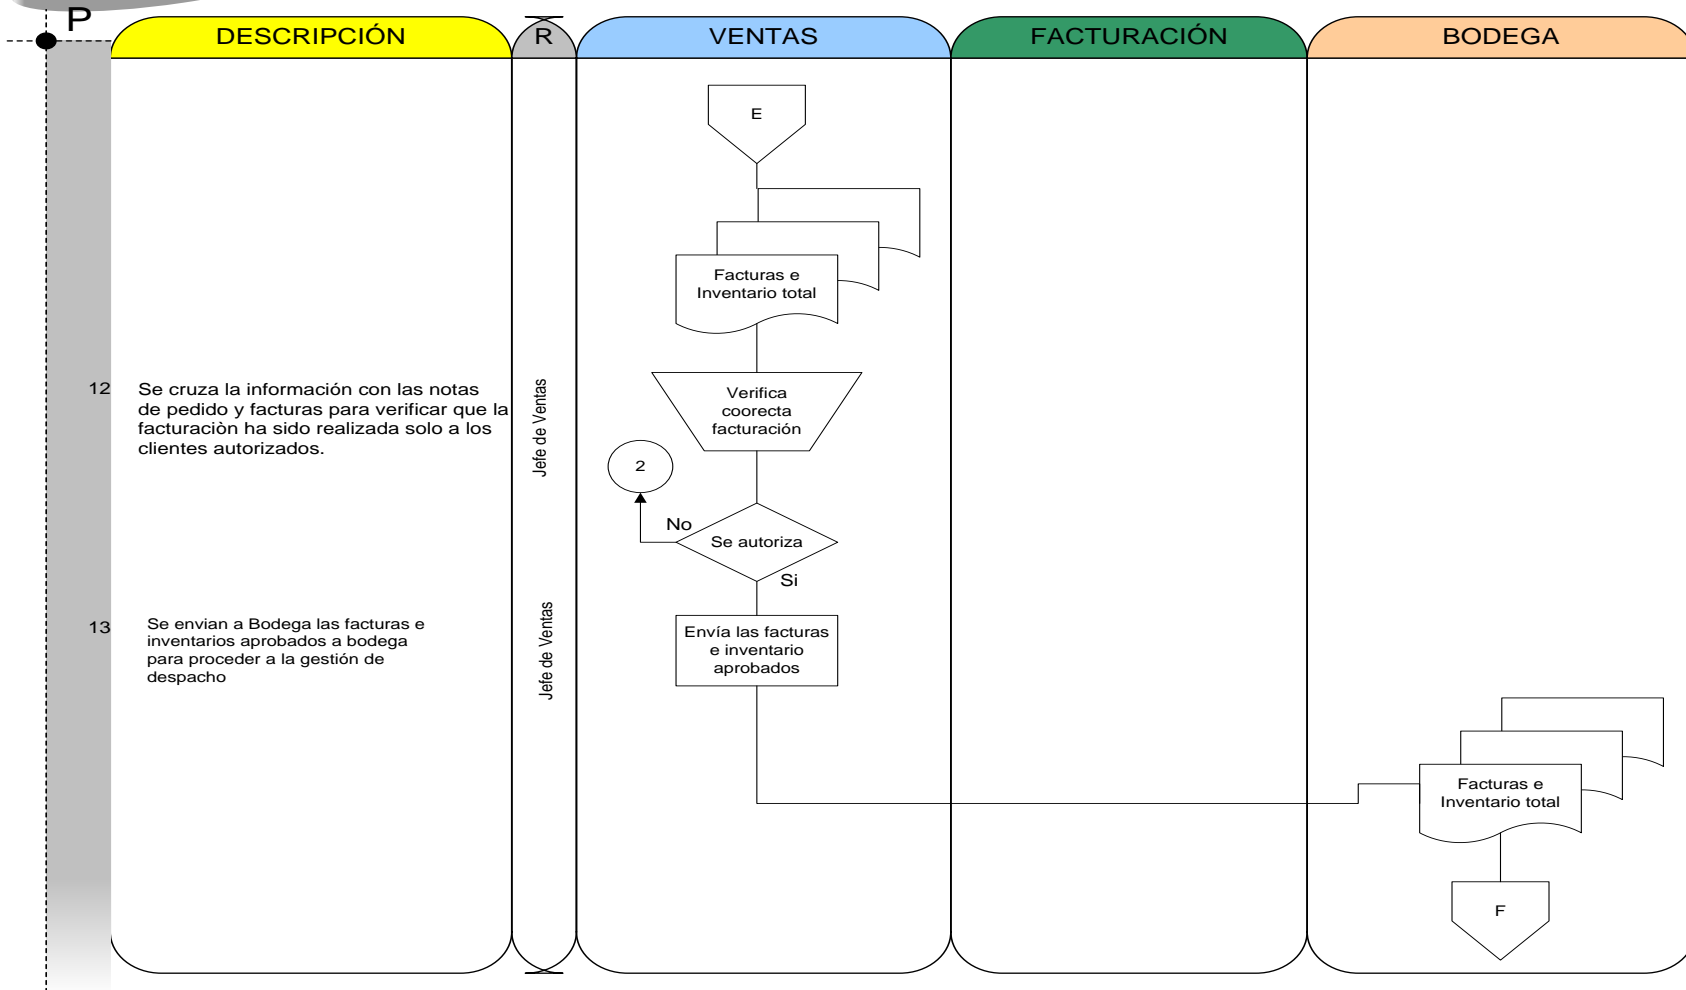 P
DESCRIPCIÓN
R
VENTAS
FACTURACIÓN
BODEGA
E
Facturas e
Inventario total
12
Se cruza la información con las notas
de pedido y facturas para verificar que la
facturaciòn ha sido realizada solo a los
clientes autorizados.
Jefe de Ventas
Verifica
coorecta
facturación
2
No
Se autoriza
Si
13
Se envian a Bodega las facturas e
inventarios aprobados a bodega
para proceder a la gestión de
despacho
Jefe de Ventas
Envía las facturas
e inventario
aprobados
Facturas e
Inventario total
F